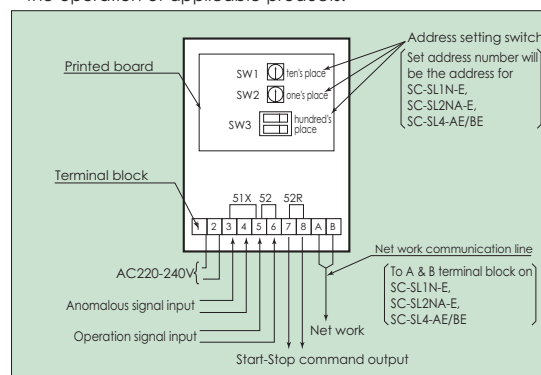 The operation of applicable products.
Address setting switch
Printed board
SW1
ten's place
SW2
one's place
SW3
hundred's
place
Set address number will
be the address for
SC-SL1N-E,
SC-SL2NA-E,
SC-SL4-AE/BE
Terminal block
51X 52 52R
1 2 3 4 5 6 7 8 A B
AC220-240V
Anomalous signal input
Operation signal input
Start-Stop command output
Net work
Net work communication line
To A & B terminal block on
SC-SL1N-E,
SC-SL2NA-E,
SC-SL4-AE/BE